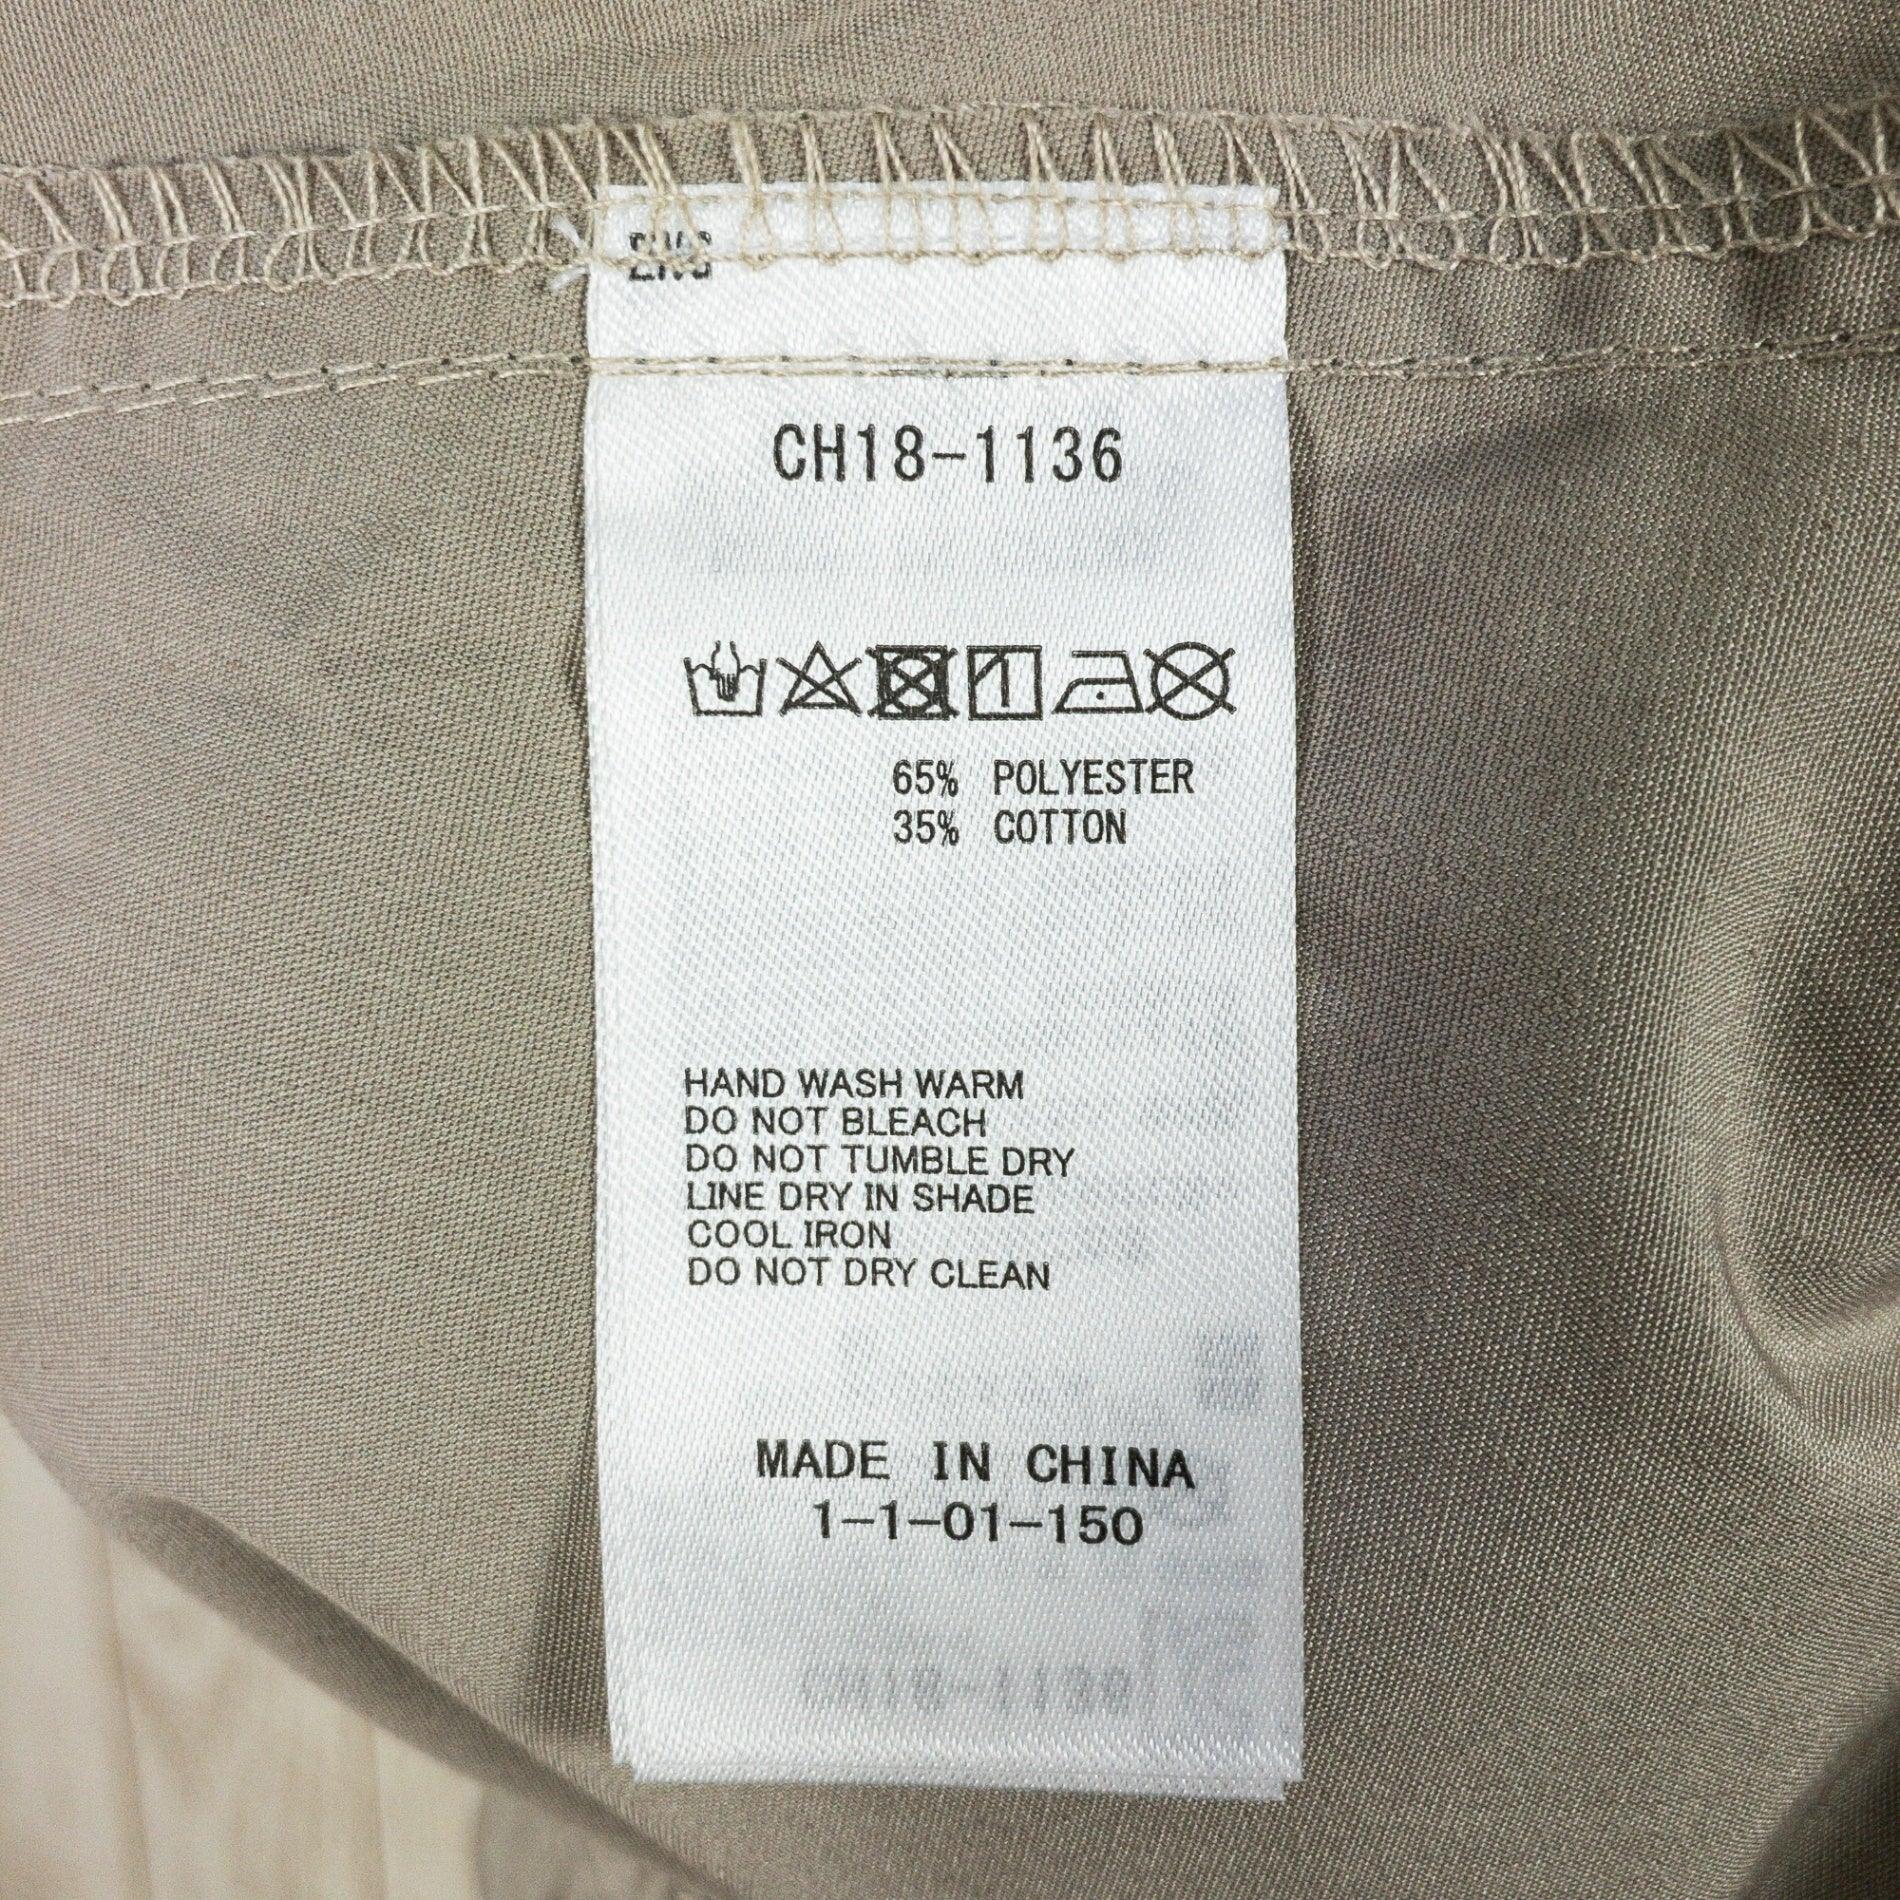 CH18-1136
65% POLYESTER
35% COTTON
HAND WASH WARM
DO NOT BLEACH
DO NOT TUMBLE DRY
LINE DRY IN SHADE
COOL IRON
DO NOT DRY CLEAN
MADE IN CHINA
1-1-01-150